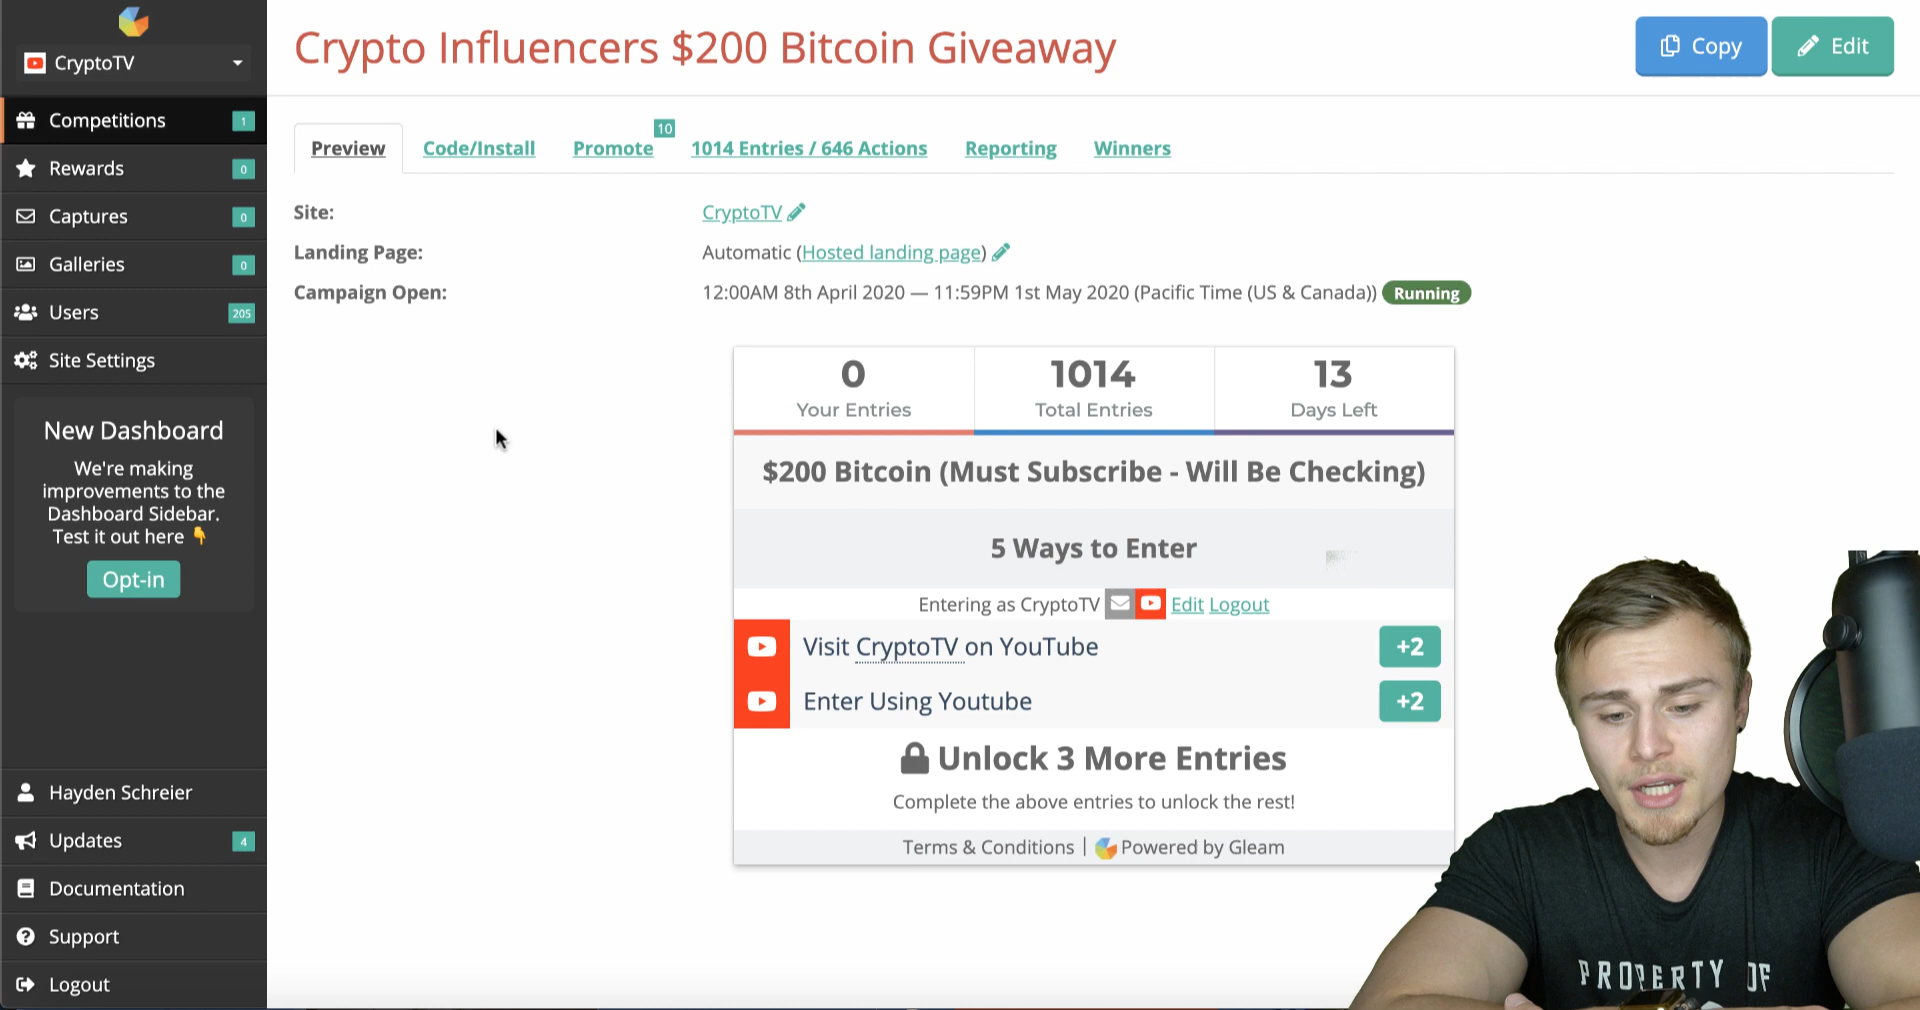 CryptoTV
Competitions 1
Rewards 0
Captures 0
Galleries 0
Users 205
Site Settings
New Dashboard
We're making
improvements to the
Dashboard Sidebar.
Test it out here 👇
Opt-in
Hayden Schreier
Updates 4
Documentation
Support
Logout
Crypto Influencers $200 Bitcoin Giveaway
Copy
Edit
Preview
Code/Install
Promote 10
1014 Entries / 646 Actions
Reporting
Winners
Site: CryptoTV
Landing Page: Automatic (Hosted landing page)
Campaign Open: 12:00AM 8th April 2020 — 11:59PM 1st May 2020 (Pacific Time (US & Canada)) Running
0 1014 13
Your Entries Total Entries Days Left
$200 Bitcoin (Must Subscribe - Will Be Checking)
5 Ways to Enter
Entering as CryptoTV Edit Logout
Visit CryptoTV on YouTube +2
Enter Using Youtube +2
Unlock 3 More Entries
Complete the above entries to unlock the rest!
Terms & Conditions | Powered by Gleam
PROPERTY OF